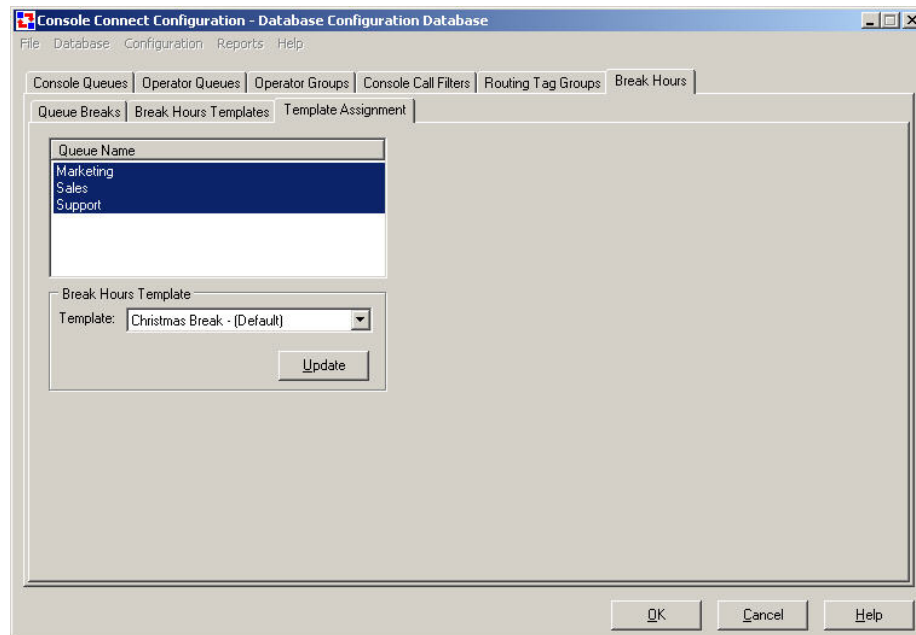 Console Connect Configuration - Database Configuration Database
File Database Configuration Reports Help
Console Queues Operator Queues Operator Groups Console Call Filters Routing Tag Groups Break Hours
Queue Breaks Break Hours Templates Template Assignment
Queue Name
Marketing
Sales
Support
Break Hours Template
Template: Christmas Break - (Default)
Update
OK Cancel Help